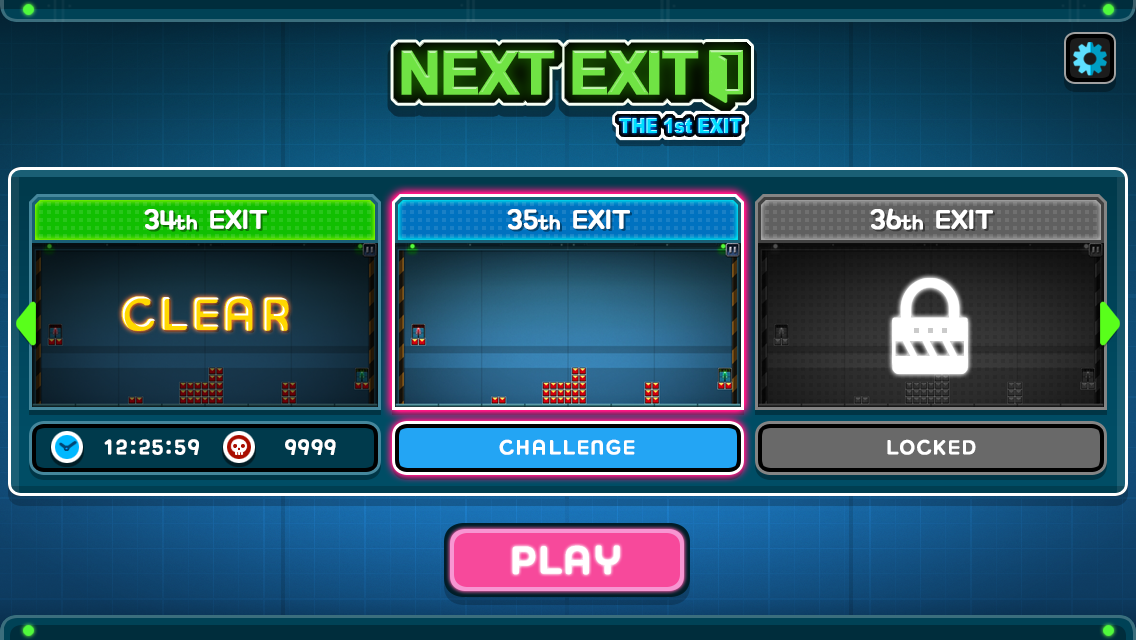 NEXT EXIT
THE 1st EXIT
34th EXIT
35th EXIT
36th EXIT
CLEAR
12:25:59
9999
CHALLENGE
LOCKED
PLAY